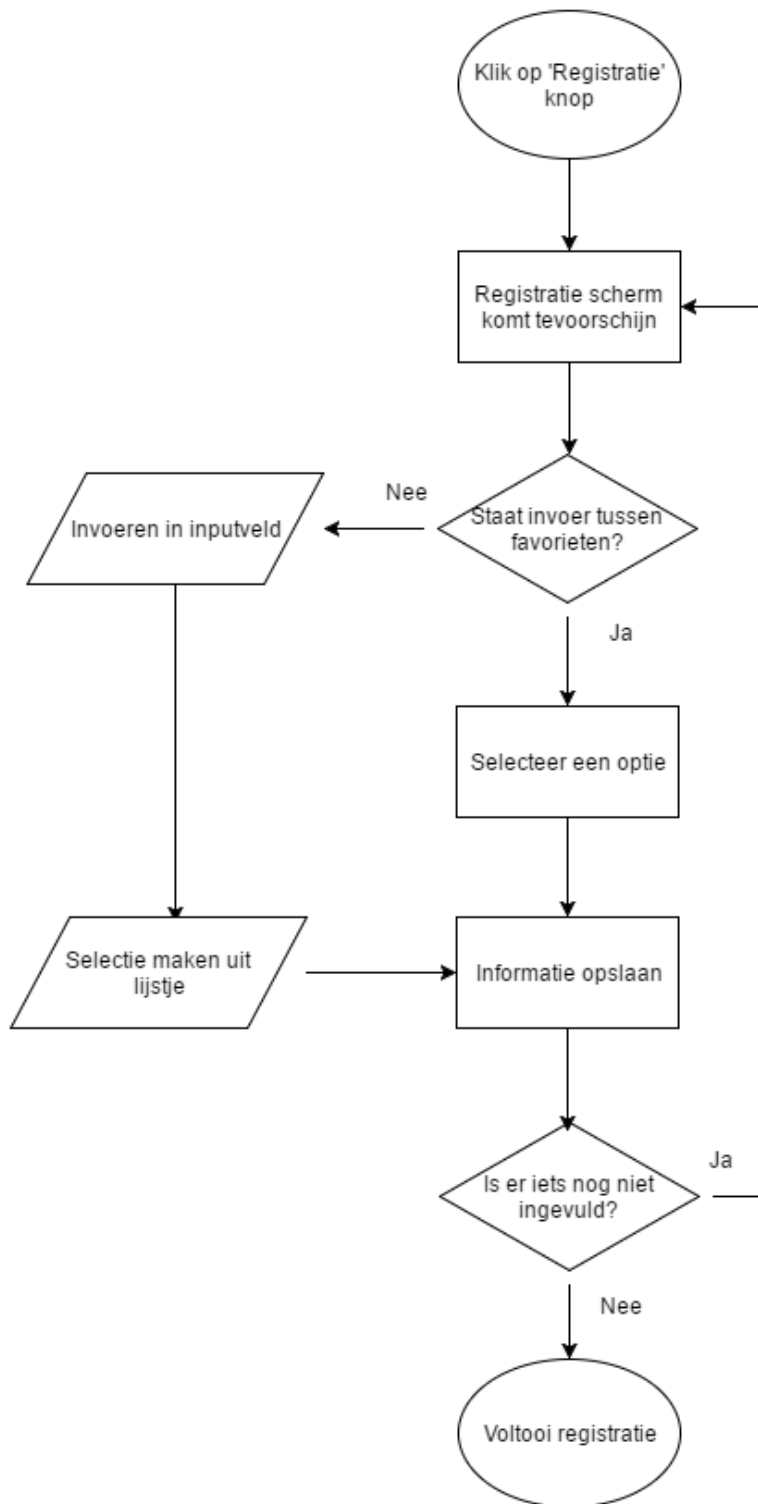 Klik op 'Registratie'
knop
Registratie scherm
komt tevoorschijn
Nee
Staat invoer tussen
favorieten?
Invoeren in inputveld
Ja
Selecteer een optie
Selectie maken uit
lijstje
Informatie opslaan
Is er iets nog niet
ingevuld?
Ja
Nee
Voltooi registratie